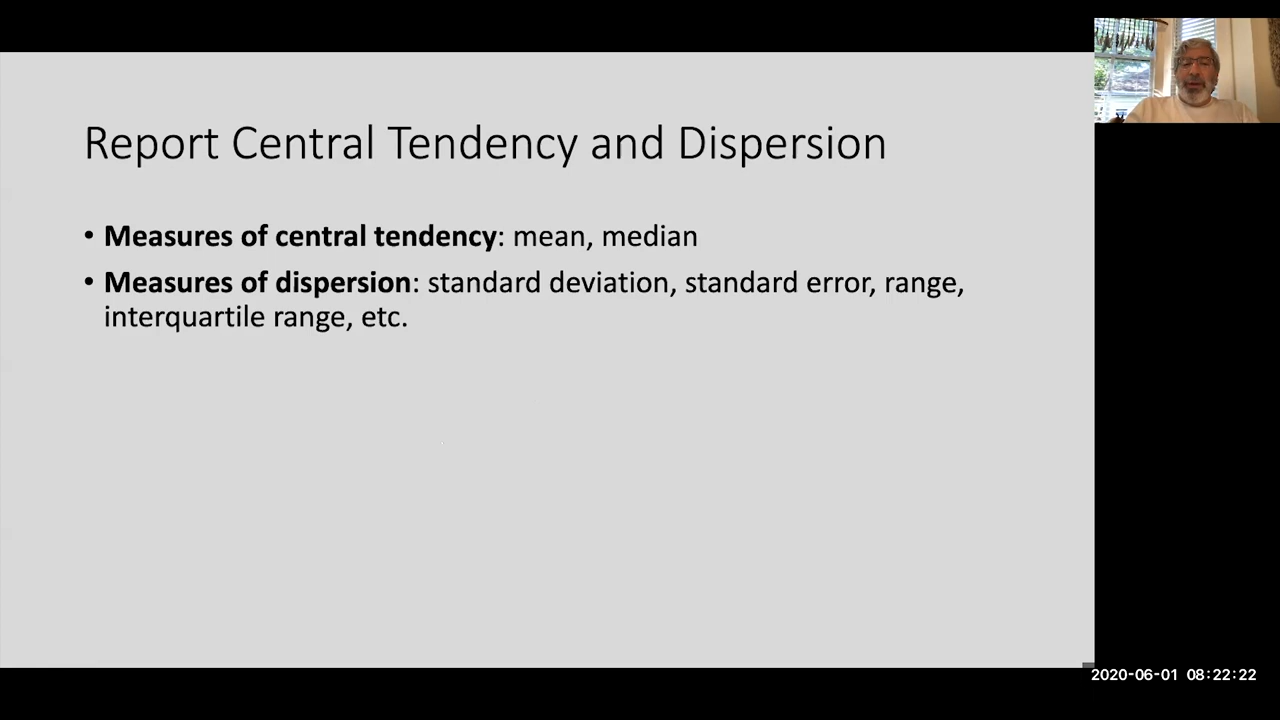 Report Central Tendency and Dispersion
• Measures of central tendency: mean, median
• Measures of dispersion: standard deviation, standard error, range,
interquartile range, etc.
2020-06-01 08:22:22